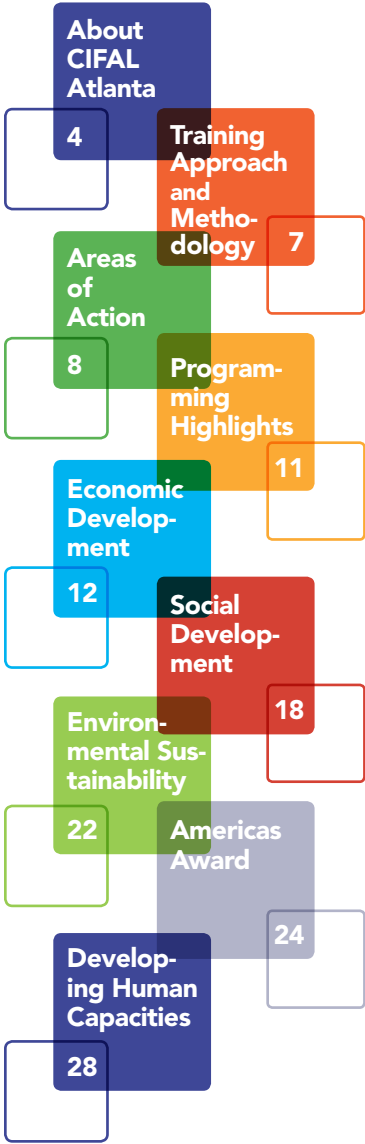 About
CIFAL
Atlanta
4
Training
Approach
and
Metho-
dology 7
Areas
of
Action
8
Program-
ming
Highlights
11
Economic
Develop-
ment
12
Social
Develop-
ment
18
Environ-
mental Sus-
tainability
22
Americas
Award
24
Develop-
ing Human
Capacities
28